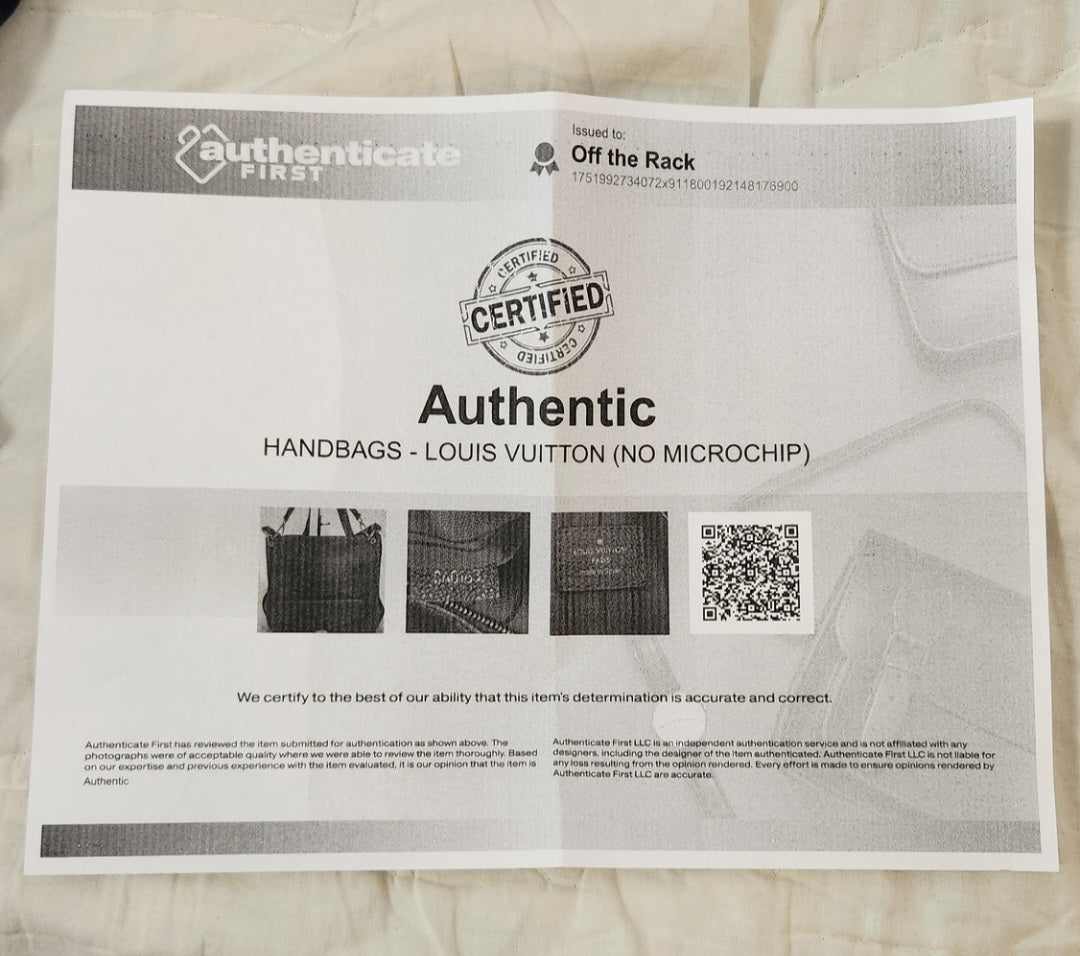 authenticate
FIRST
Issued to:
Off the Rack
1751992734072x911800192148176900
CERTIFIED
CERTIFIED
CERTIFIED
Authentic
HANDBAGS - LOUIS VUITTON (NO MICROCHIP)
LOUIS VUITTON
PARIS
We certify to the best of our ability that this item's determination is accurate and correct.
Authenticate First has reviewed the item submitted for authentication as shown above. The
photographs were of acceptable quality where we were able to review the item thoroughly. Based
on our expertise and previous experience with the item evaluated, it is our opinion that the item is
Authentic
Authenticate First LLC is an independent authentication service and is not affiliated with any
designers, including the designer of the item authenticated; Authenticate First LLC is not liable for
any loss resulting from the opinion rendered. Every effort is made to ensure opinions rendered by
Authenticate First LLC are accurate.